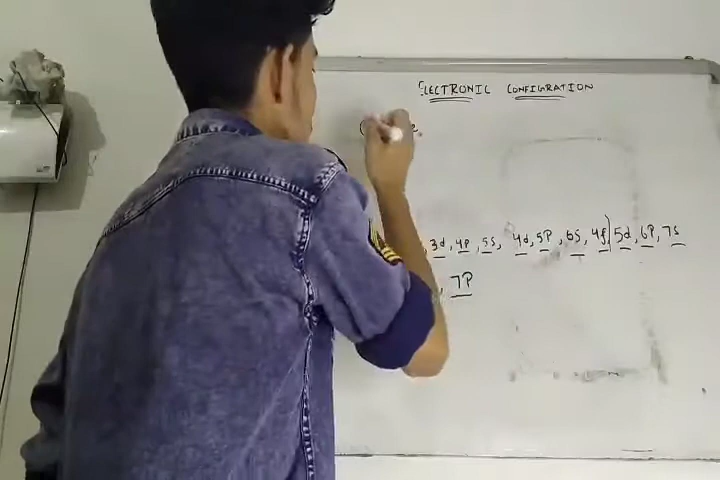 ELECTRONIC CONFIGRATION
3d, 4P, 5S, 4d, 5P, 6S, 4f, 5d, 6P, 7S
7P